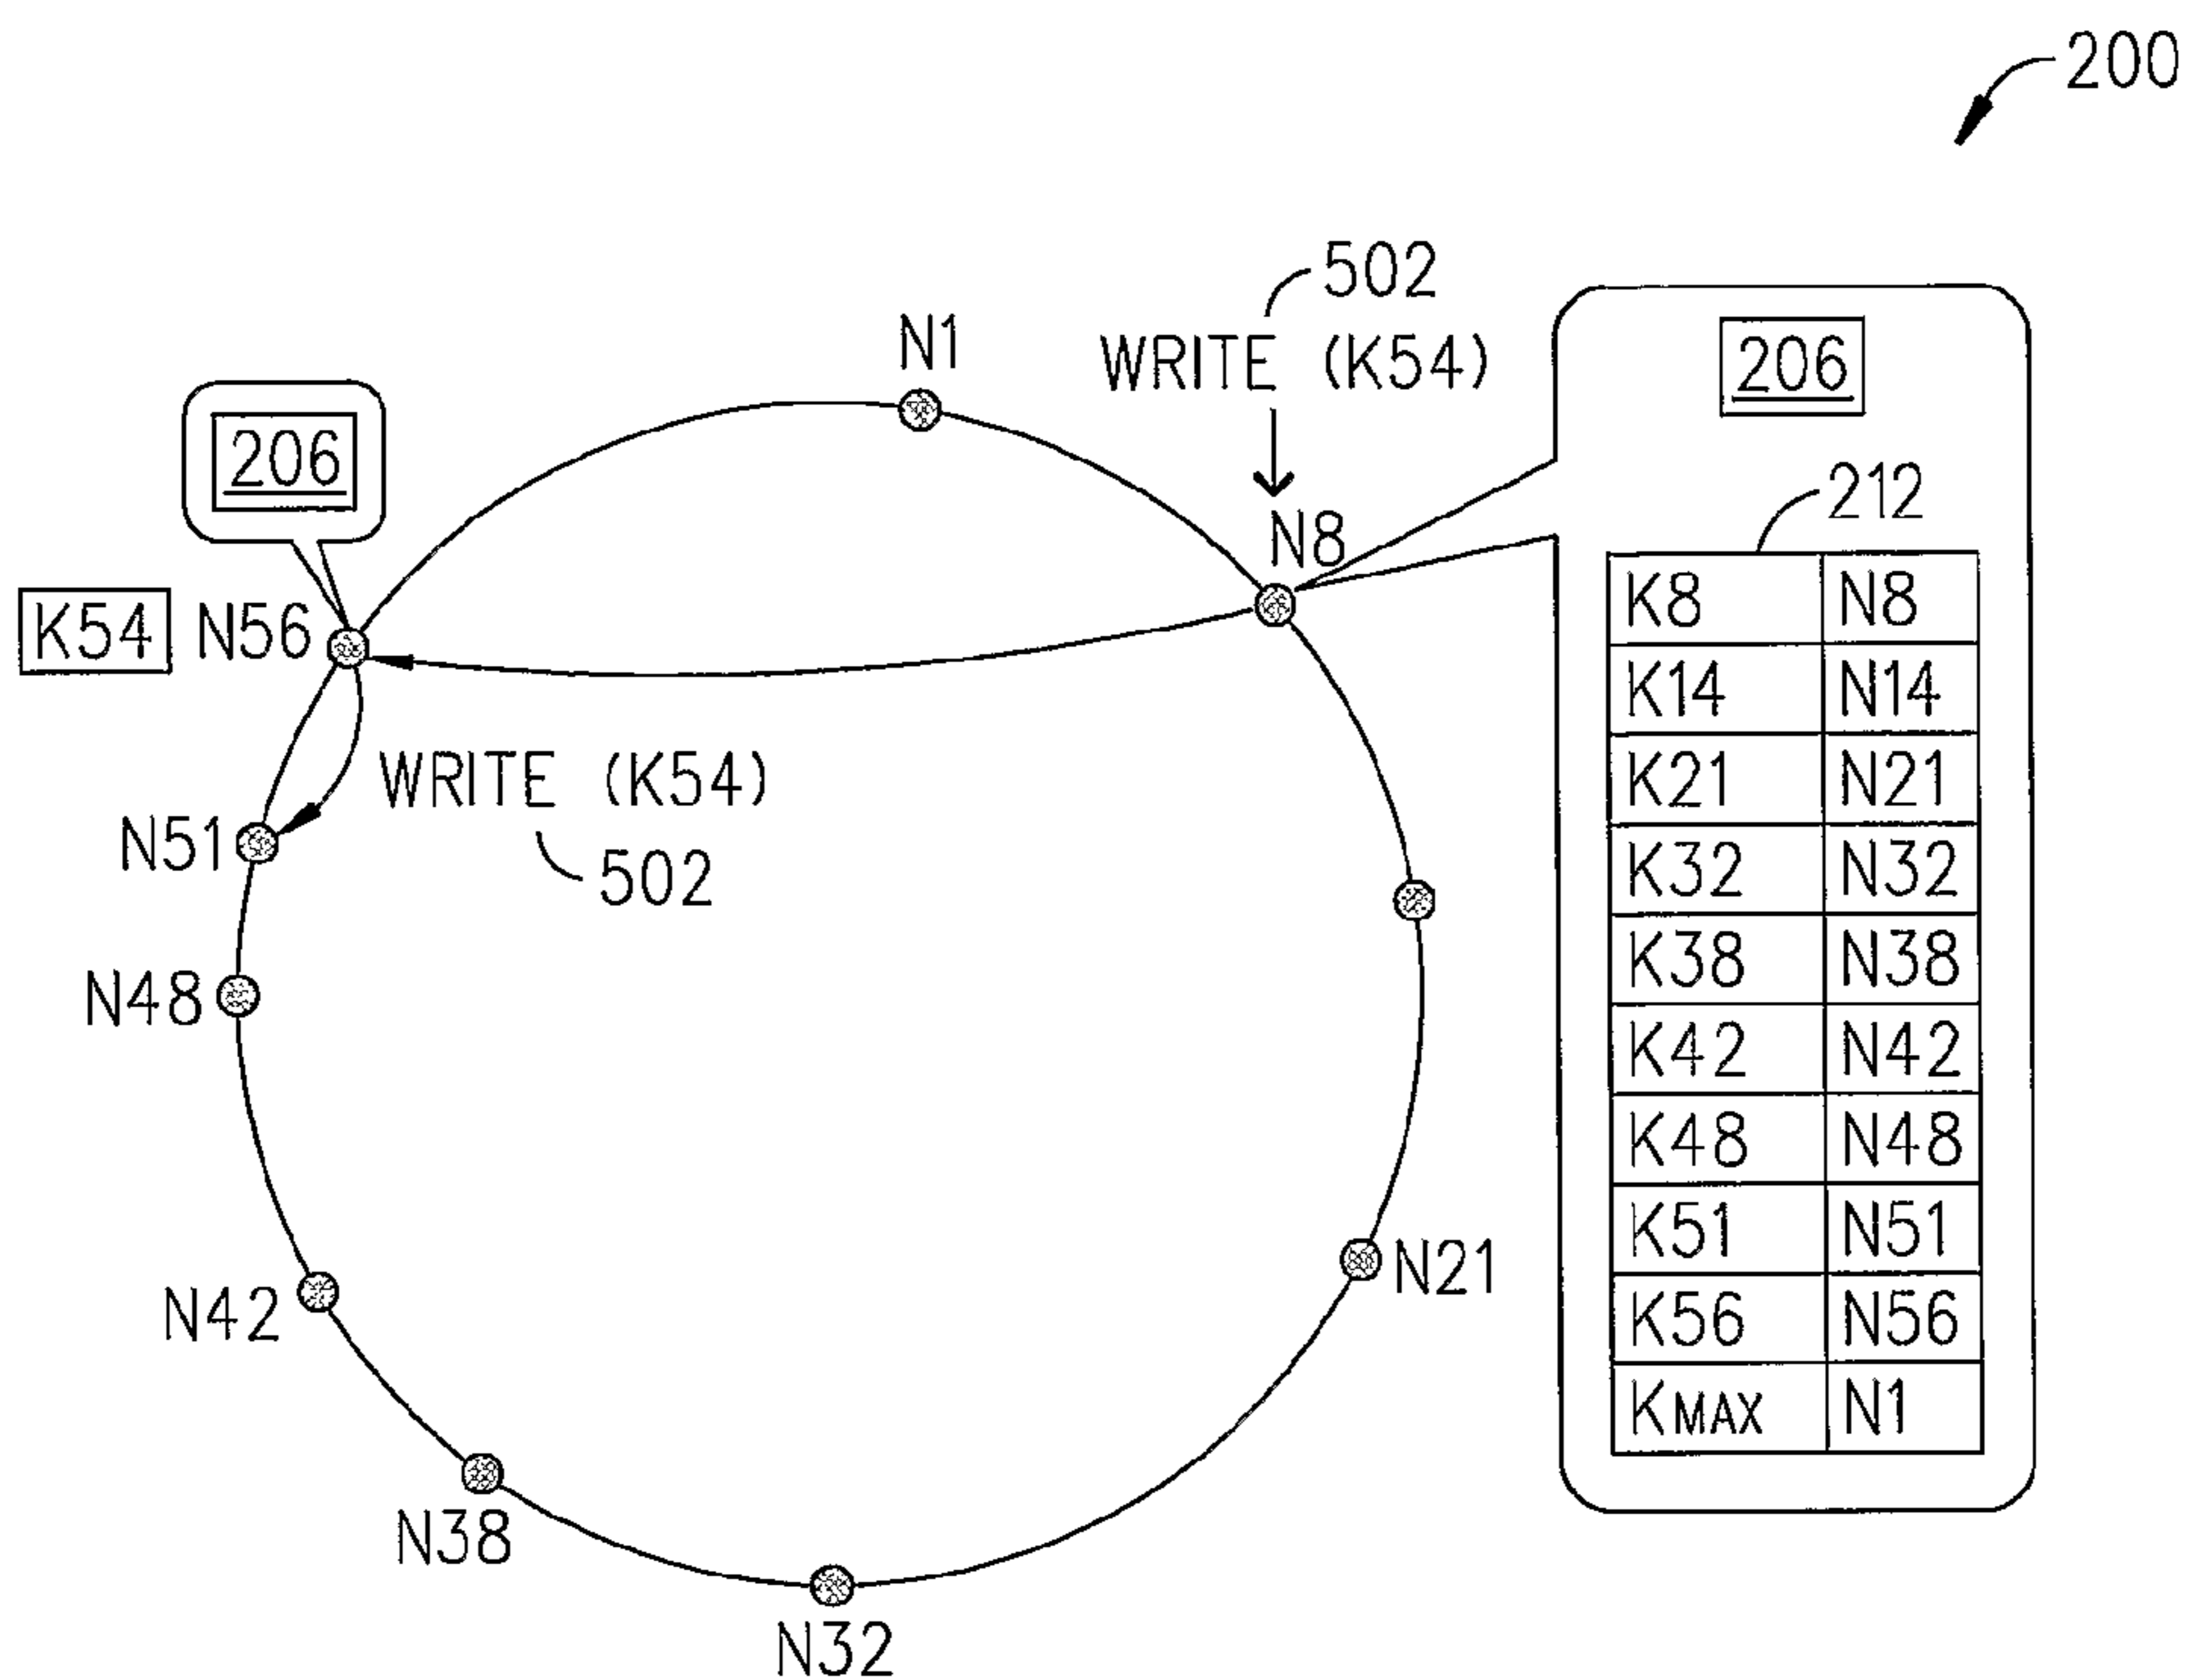 200
502
WRITE (K54)
N1
206
206
212
N8
K54 N56
WRITE (K54)
502
N51
N48
N42
N38
N32
N21
K8 N8
K14 N14
K21 N21
K32 N32
K38 N38
K42 N42
K48 N48
K51 N51
K56 N56
KMAX N1